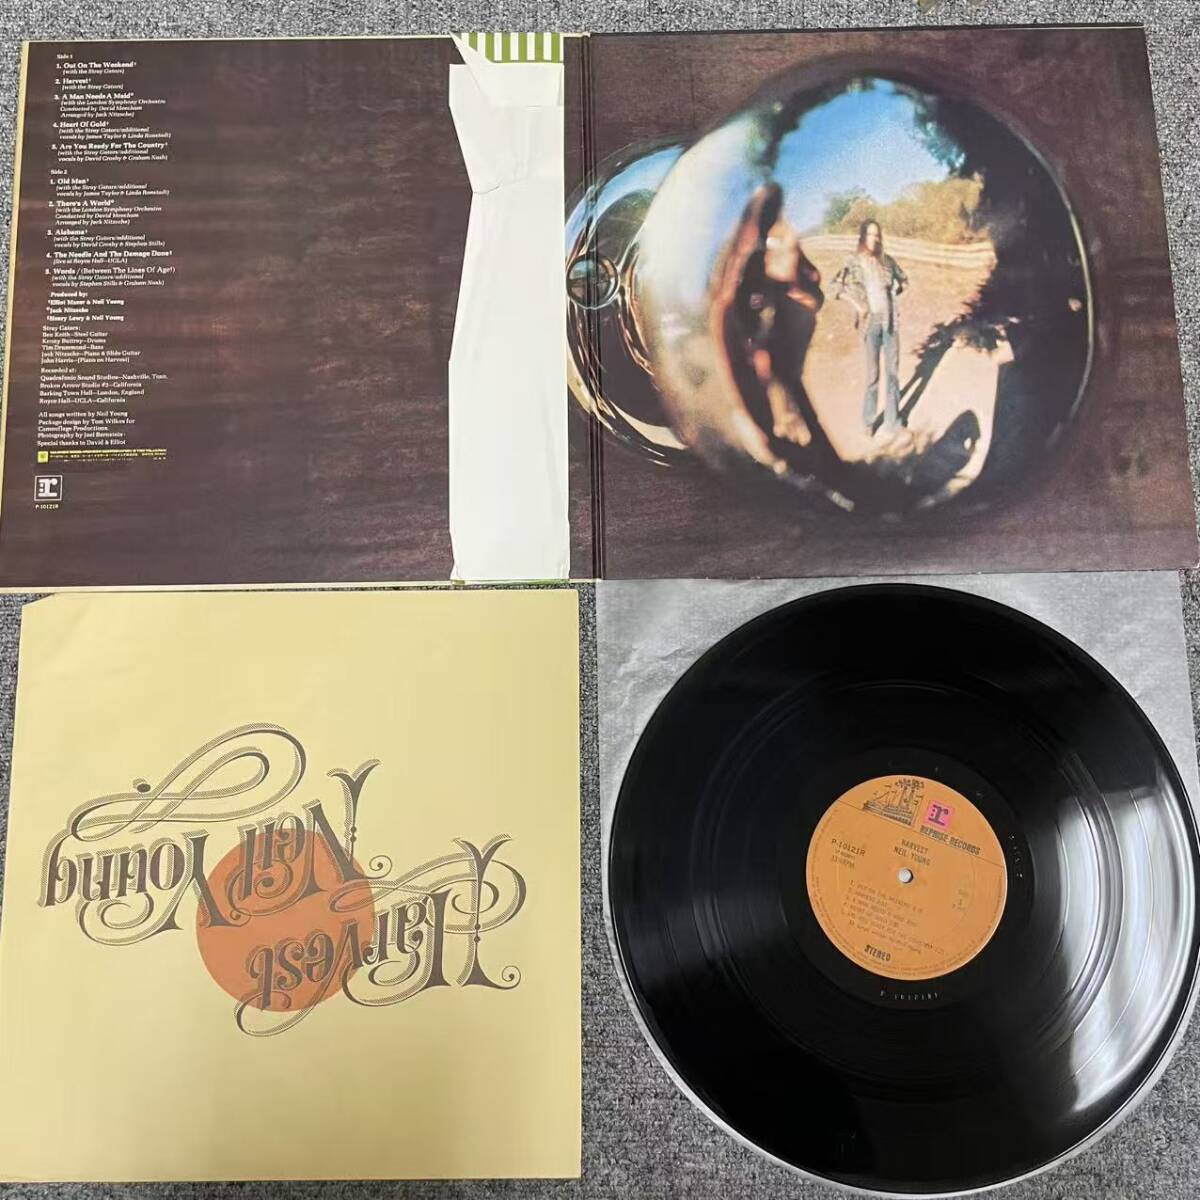 Side 1
1. Out On The Weekend†
(with the Stray Gators)
2. Harvest†
(with the Stray Gators)
3. A Man Needs A Maid*
(with the London Symphony Orchestra
Conducted by David Meecham
Arranged by Jack Nitzsche)
4. Heart Of Gold†
(with the Stray Gators/additional
vocals by James Taylor & Linda Ronstadt)
5. Are You Ready For The Country†
(with the Stray Gators/additional
vocals by David Crosby & Graham Nash)
Side 2
1. Old Man†
(with the Stray Gators/additional
vocals by James Taylor & Linda Ronstadt)
2. There's A World*
(with the London Symphony Orchestra
Conducted by David Meecham
Arranged by Jack Nitzsche)
3. Alabama†
(with the Stray Gators/additional
vocals by David Crosby & Stephen Stills)
4. The Needle And The Damage Done‡
(live at Royce Hall—UCLA)
5. Words / (Between The Lines Of Age†)
(with the Stray Gators/additional
vocals by Stephen Stills & Graham Nash)
Produced by:
†Elliot Mazer & Neil Young
*Jack Nitzsche
‡Henry Lewy & Neil Young
Stray Gators:
Ben Keith—Steel Guitar
Kenny Buttrey—Drums
Tim Drummond—Bass
Jack Nitzsche—Piano & Slide Guitar
John Harris—(Piano on Harvest)
Recorded at:
Quadrafonic Sound Studios—Nashville, Tenn.
Broken Arrow Studio #2—California
Barking Town Hall—London, England
Royce Hall—UCLA—California
All songs written by Neil Young
Package design by Tom Wilkes for
Camouflage Productions.
Photography by Joel Bernstein
Special thanks to David & Elliot
r
P-10121R
Harvest
Neil Young
r
REPRISE RECORDS
P-10121R
33⅓RPM
HARVEST
NEIL YOUNG
1
STEREO